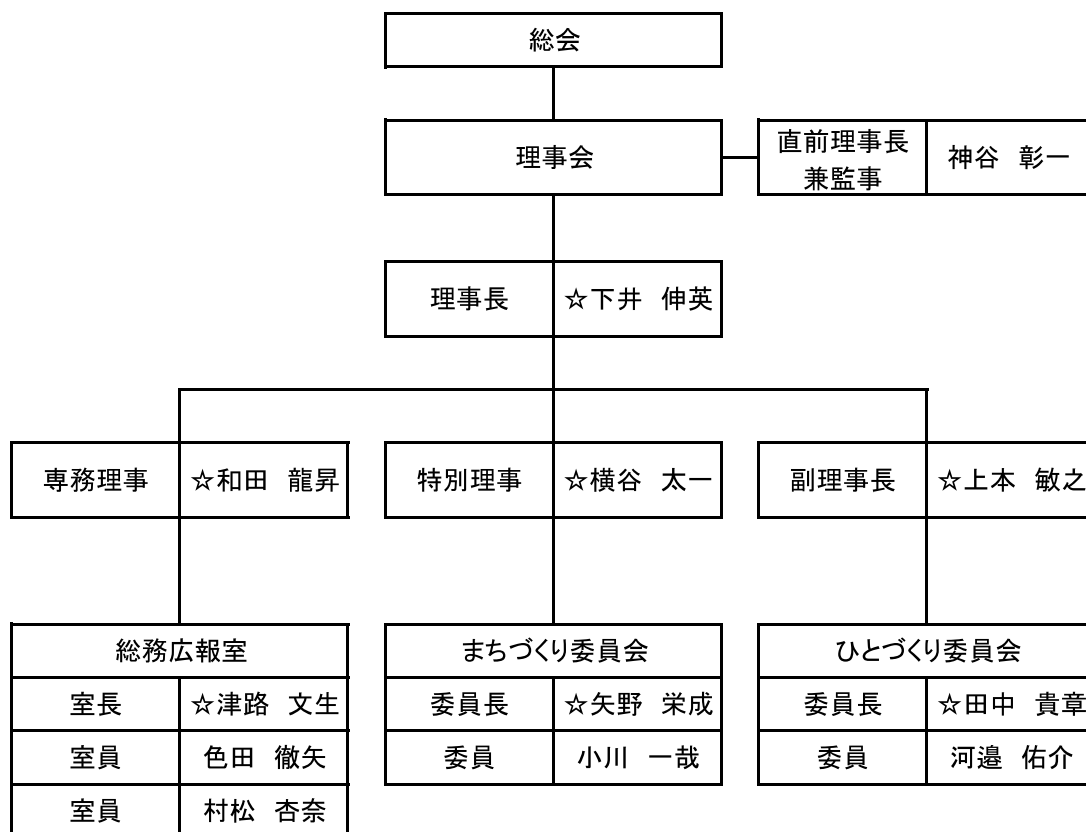 総会
理事会
直前理事長
兼監事
神谷 彰一
理事長 ☆下井 伸英
専務理事 ☆和田 龍昇
特別理事 ☆横谷 太一
副理事長 ☆上本 敏之
総務広報室
室長 ☆津路 文生
室員 色田 徹矢
室員 村松 杏奈
まちづくり委員会
委員長 ☆矢野 栄成
委員 小川 一哉
ひとづくり委員会
委員長 ☆田中 貴章
委員 河邉 佑介